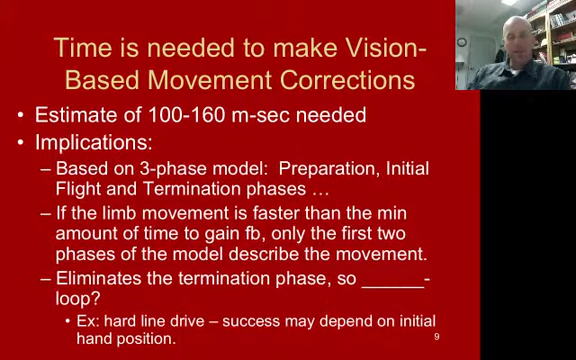 Time is needed to make Vision-
Based Movement Corrections
• Estimate of 100-160 m-sec needed
• Implications:
– Based on 3-phase model: Preparation, Initial
Flight and Termination phases …
– If the limb movement is faster than the min
amount of time to gain fb, only the first two
phases of the model describe the movement.
– Eliminates the termination phase, so ______-
loop?
• Ex: hard line drive – success may depend on initial
hand position.
9